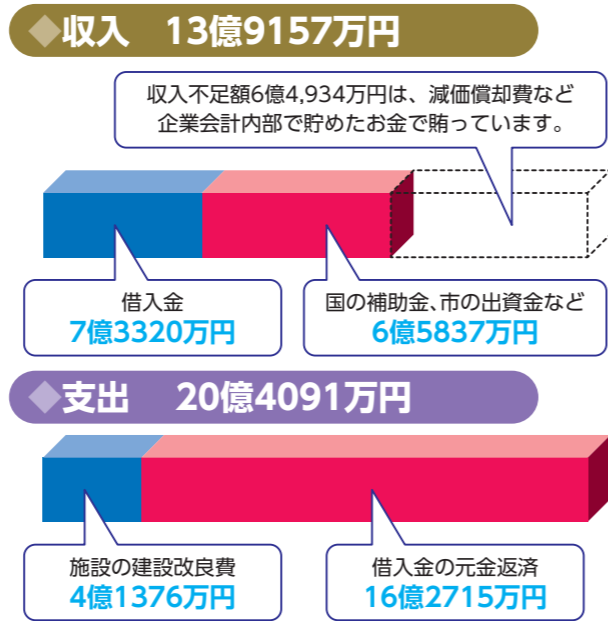 ◆収入　13億9157万円
収入不足額6億4,934万円は、減価償却費など
企業会計内部で貯めたお金で賄っています。
借入金
7億3320万円
国の補助金、市の出資金など
6億5837万円
◆支出　20億4091万円
施設の建設改良費
4億1376万円
借入金の元金返済
16億2715万円